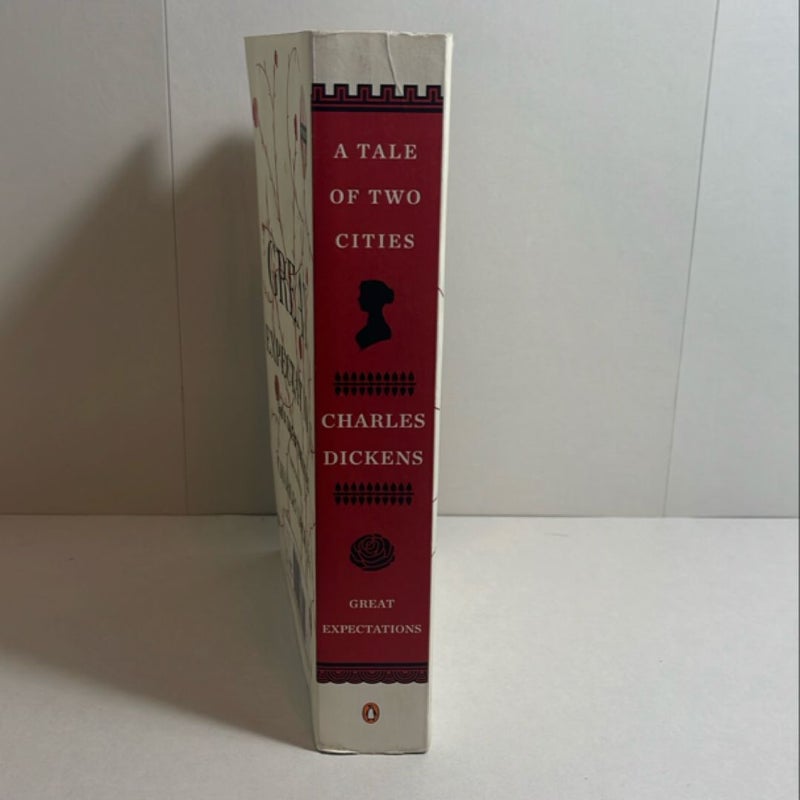 A TALE
OF TWO
CITIES
CHARLES
DICKENS
GREAT
EXPECTATIONS